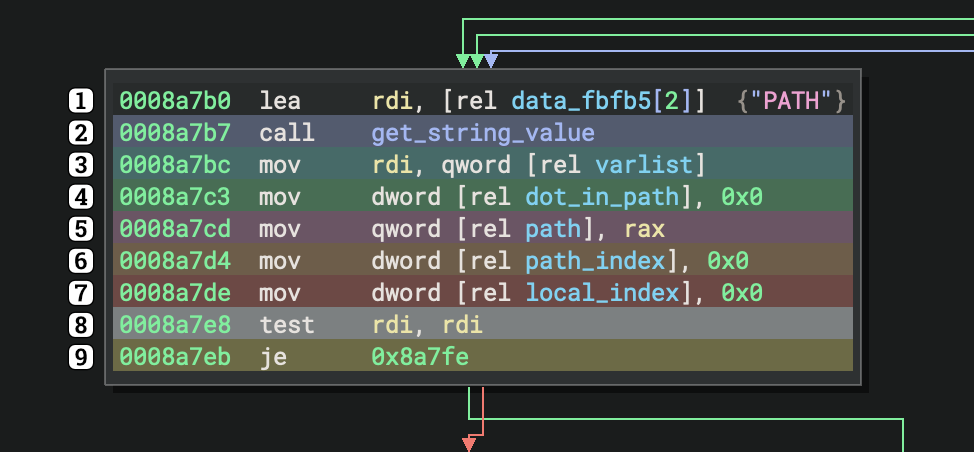 1 0008a7b0 lea rdi, [rel data_fbfb5[2]] {"PATH"}
2 0008a7b7 call get_string_value
3 0008a7bc mov rdi, qword [rel varlist]
4 0008a7c3 mov dword [rel dot_in_path], 0x0
5 0008a7cd mov qword [rel path], rax
6 0008a7d4 mov dword [rel path_index], 0x0
7 0008a7de mov dword [rel local_index], 0x0
8 0008a7e8 test rdi, rdi
9 0008a7eb je 0x8a7fe